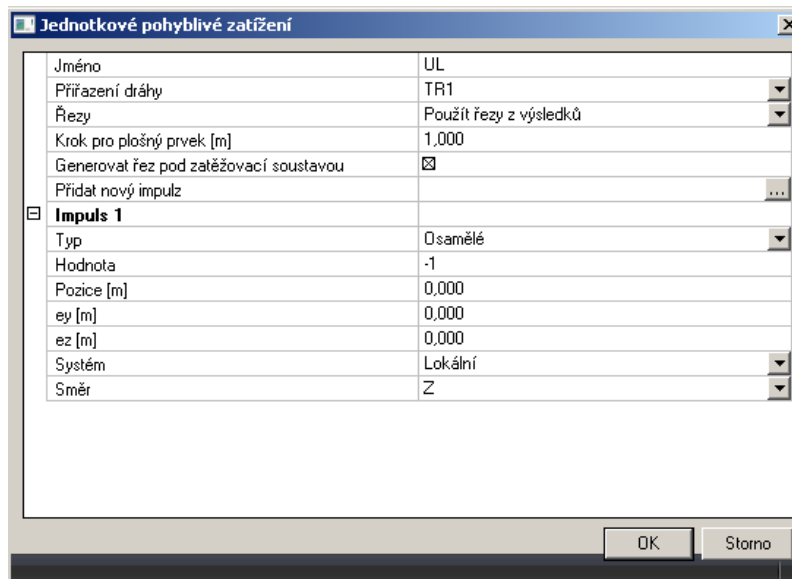 Jednotkové pohyblivé zatížení
Jméno UL
Přiřazení dráhy TR1
Řezy Použít řezy z výsledků
Krok pro plošný prvek [m] 1,000
Generovat řez pod zatěžovací soustavou
Přidat nový impulz ...
Impuls 1
Typ Osamělé
Hodnota -1
Pozice [m] 0,000
ey [m] 0,000
ez [m] 0,000
Systém Lokální
Směr Z
OK Storno